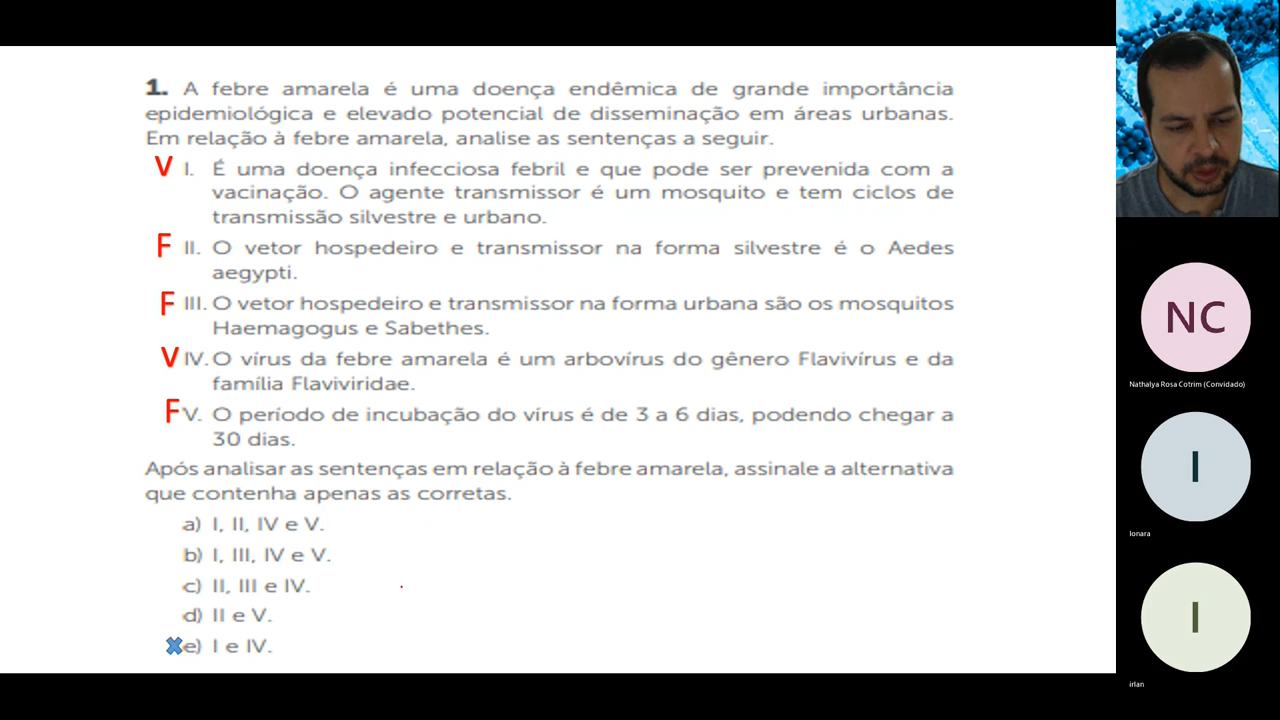 1. A febre amarela é uma doença endêmica de grande importância
epidemiológica e elevado potencial de disseminação em áreas urbanas.
Em relação à febre amarela, analise as sentenças a seguir.
V I. É uma doença infecciosa febril e que pode ser prevenida com a
vacinação. O agente transmissor é um mosquito e tem ciclos de
transmissão silvestre e urbano.
F II. O vetor hospedeiro e transmissor na forma silvestre é o Aedes
aegypti.
F III. O vetor hospedeiro e transmissor na forma urbana são os mosquitos
Haemagogus e Sabethes.
V IV. O vírus da febre amarela é um arbovírus do gênero Flavivírus e da
família Flaviviridae.
F V. O período de incubação do vírus é de 3 a 6 dias, podendo chegar a
30 dias.
Após analisar as sentenças em relação à febre amarela, assinale a alternativa
que contenha apenas as corretas.
a) I, II, IV e V.
b) I, III, IV e V.
c) II, III e IV.
d) II e V.
e) I e IV.
NC
Nathalya Rosa Cotrim (Convidado)
I
Ionara
I
irlan